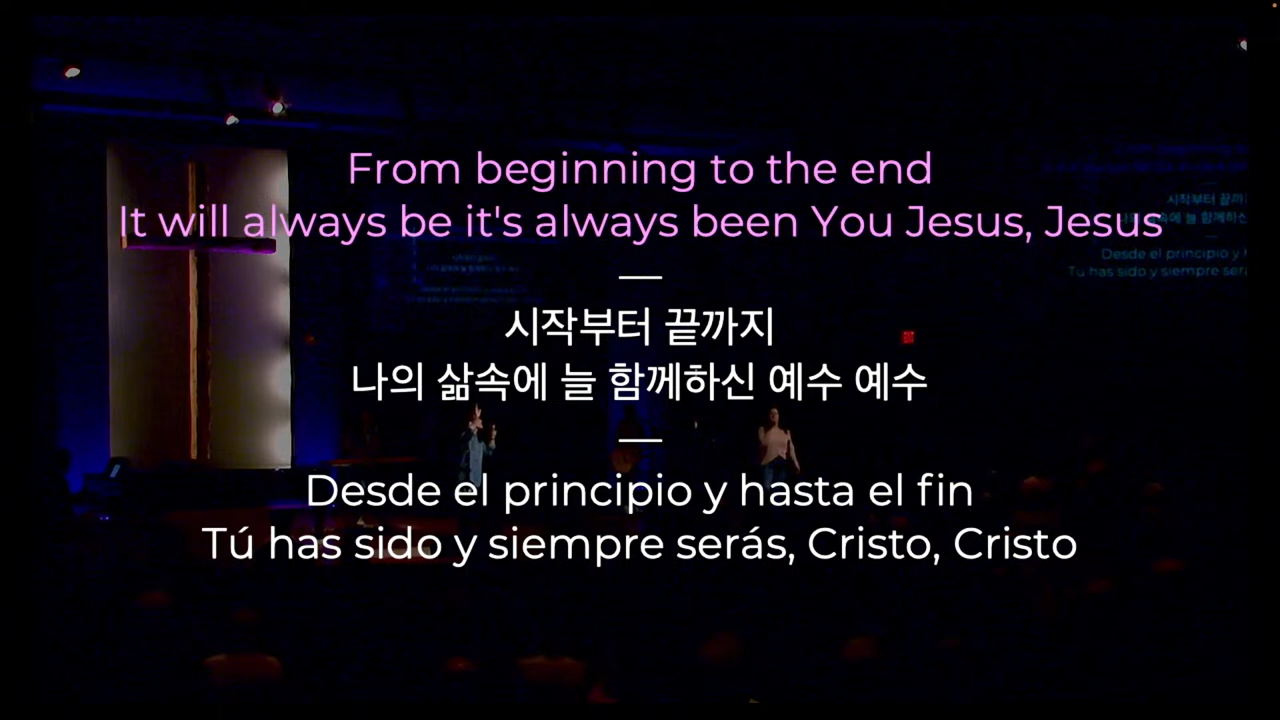 From beginning to the end
It will always be it's always been You Jesus, Jesus
시작부터 끝까지
나의 삶속에 늘 함께하신 예수 예수
Desde el principio y hasta el fin
Tú has sido y siempre serás, Cristo, Cristo